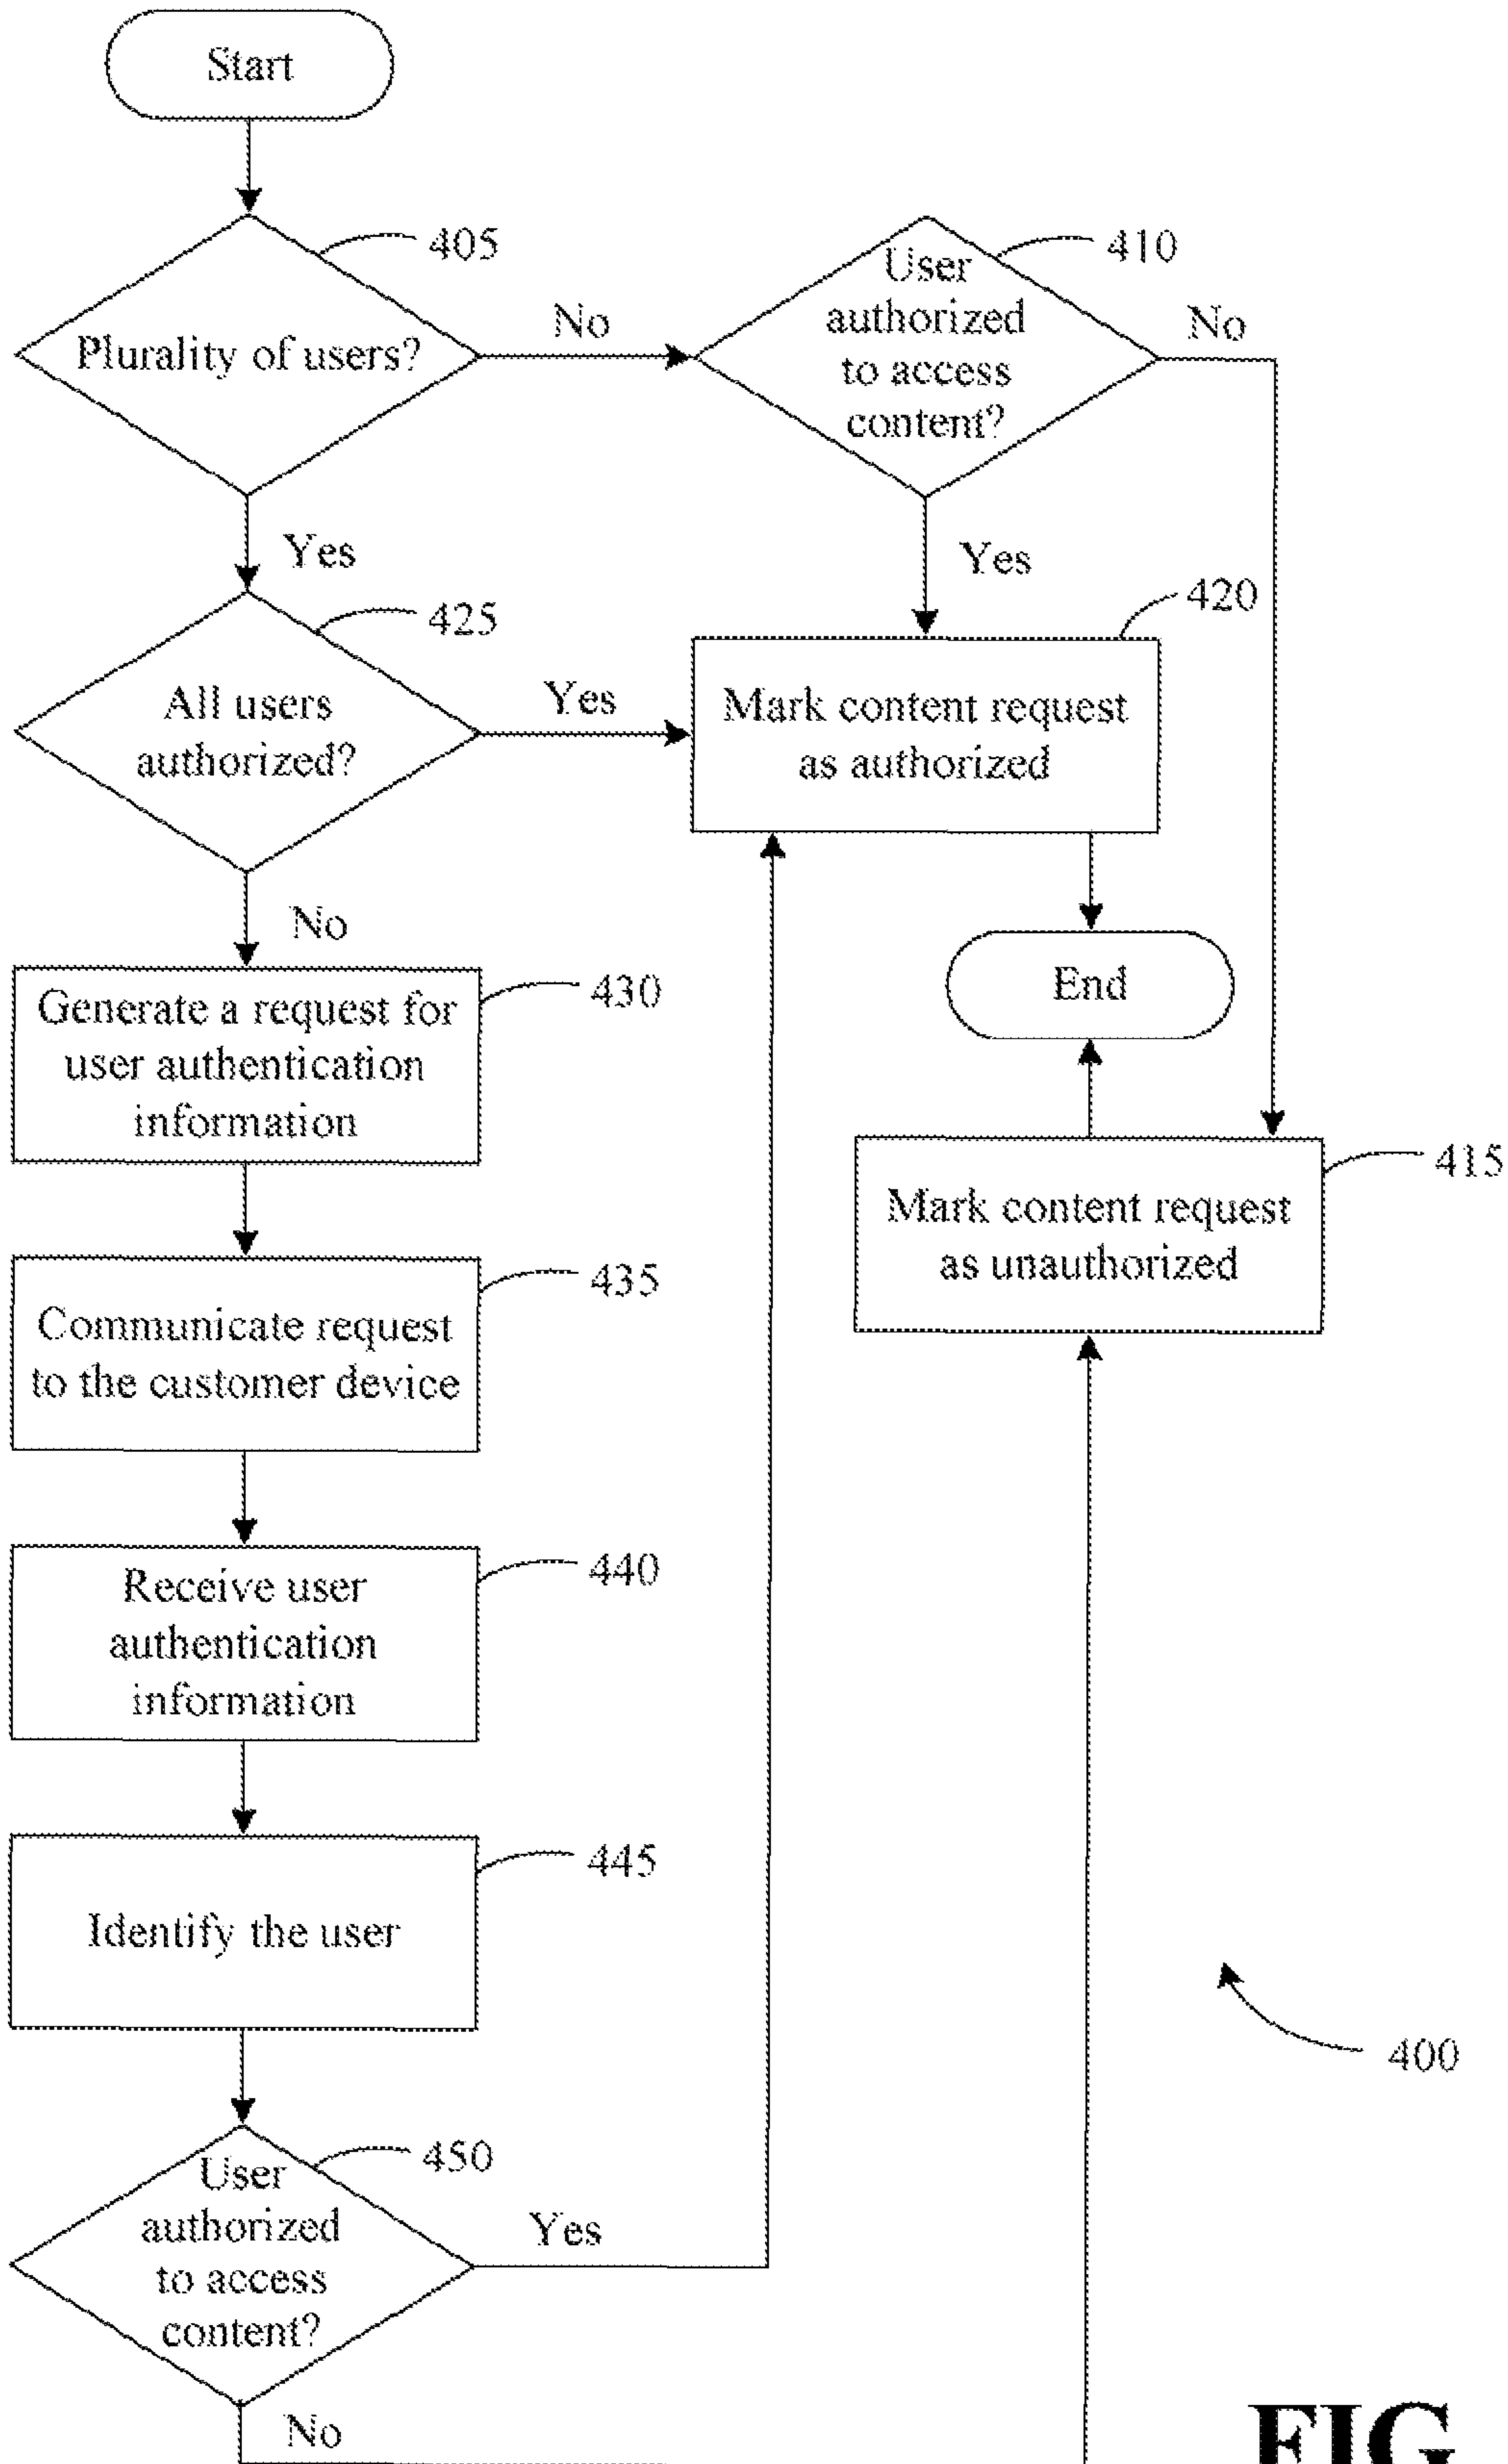 Start
405
Plurality of users?
No
410
User
authorized
to access
content?
No
Yes
Yes
425
All users
authorized?
Yes
420
Mark content request
as authorized
No
End
430
Generate a request for
user authentication
information
415
Mark content request
as unauthorized
435
Communicate request
to the customer device
440
Receive user
authentication
information
445
Identify the user
400
450
User
authorized
to access
content?
Yes
No
FIG